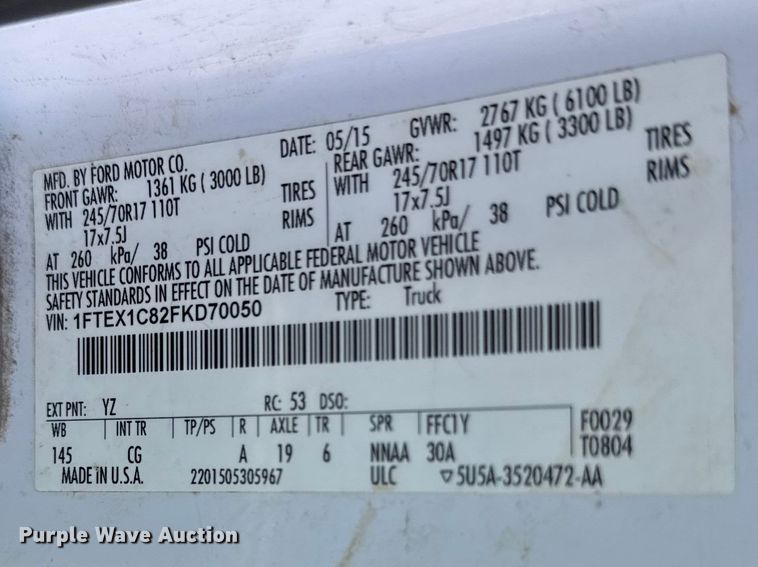 MFD. BY FORD MOTOR CO. DATE: 05/15 GVWR: 2767 KG ( 6100 LB)
FRONT GAWR: 1361 KG ( 3000 LB) REAR GAWR: 1497 KG ( 3300 LB)
WITH 245/70R17 110T TIRES WITH 245/70R17 110T TIRES
17x7.5J RIMS 17x7.5J RIMS
AT 260 kPa/ 38 PSI COLD AT 260 kPa/ 38 PSI COLD
THIS VEHICLE CONFORMS TO ALL APPLICABLE FEDERAL MOTOR VEHICLE
SAFETY STANDARDS IN EFFECT ON THE DATE OF MANUFACTURE SHOWN ABOVE.
VIN: 1FTEX1C82FKD70050 TYPE: Truck
EXT PNT: YZ RC: 53 DSO:
WB INT TR TP/PS R AXLE TR SPR FFC1Y F0029
145 CG A 19 6 NNAA 30A T0804
MADE IN U.S.A. 2201505305967 ULC 5U5A-3520472-AA
Purple Wave Auction